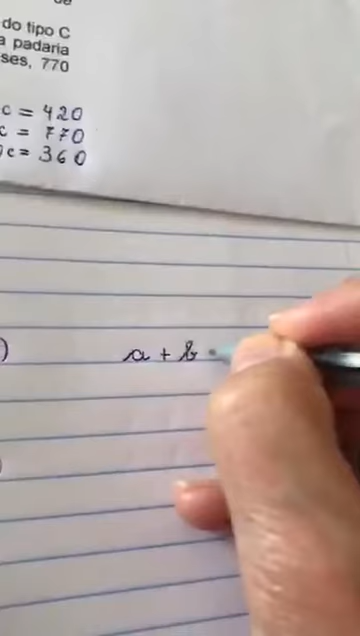 do tipo C
a padaria
ses, 770
c = 420
c = 770
c = 360
)
a + b